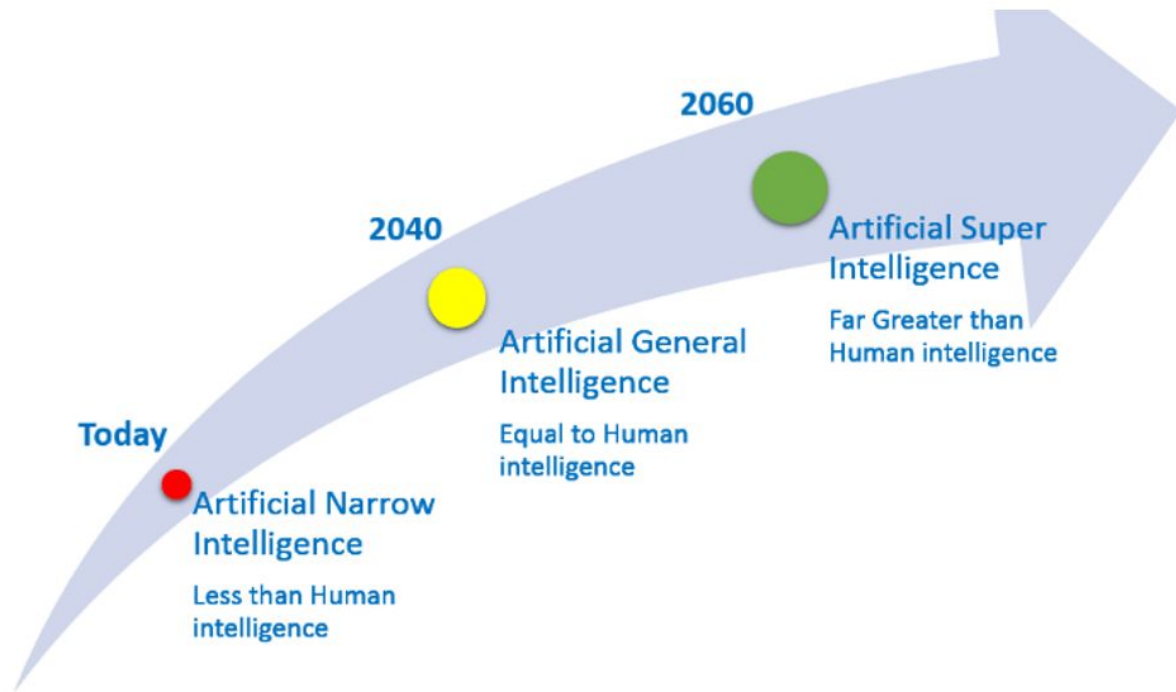 Today
Artificial Narrow
Intelligence
Less than Human
intelligence
2040
Artificial General
Intelligence
Equal to Human
intelligence
2060
Artificial Super
Intelligence
Far Greater than
Human intelligence